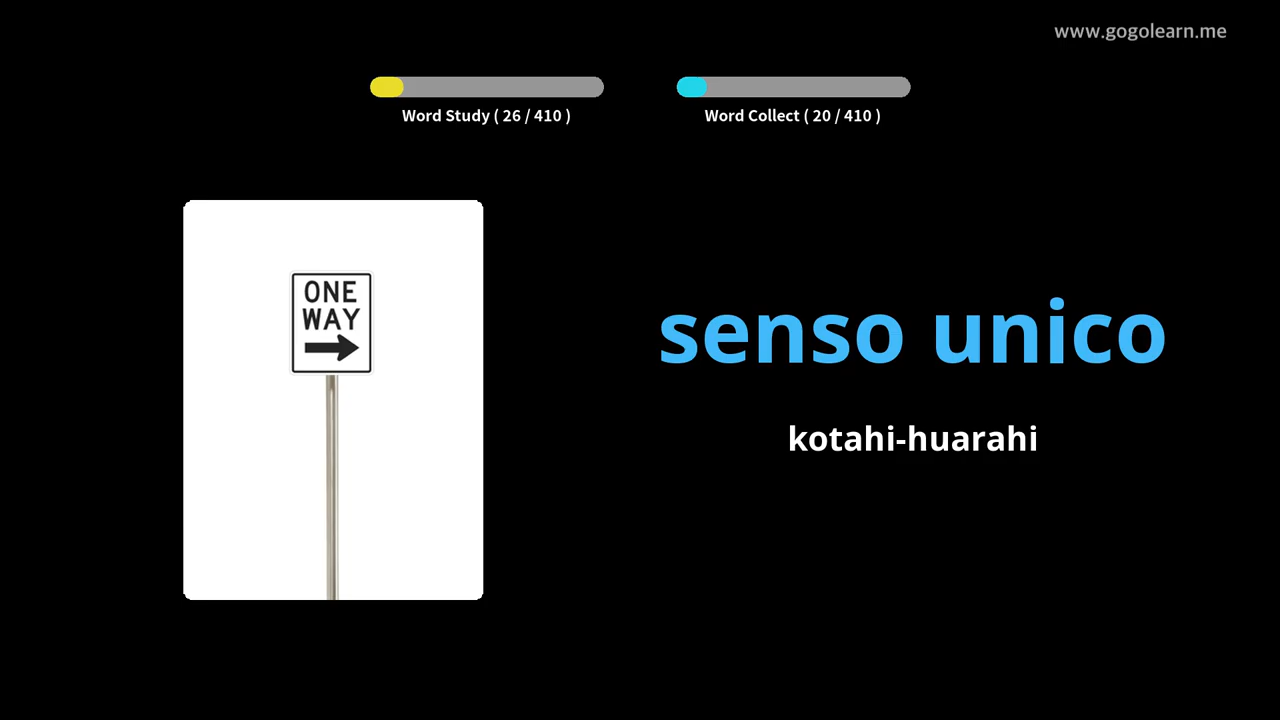 www.gogolearn.me
Word Study ( 26 / 410 )
Word Collect ( 20 / 410 )
ONE
WAY
senso unico
kotahi-huarahi